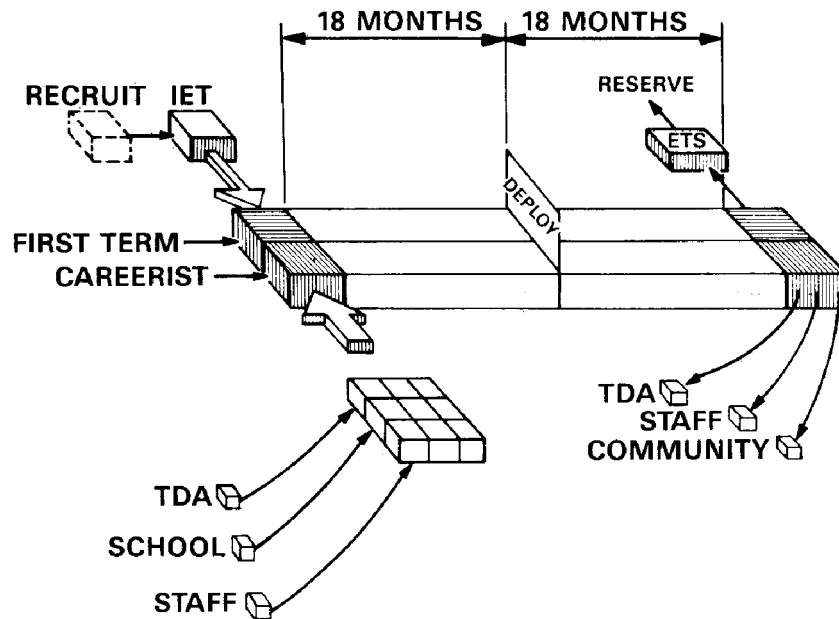 18 MONTHS 18 MONTHS
RECRUIT IET
RESERVE
ETS
DEPLOY
FIRST TERM
CAREERIST
TDA
STAFF
COMMUNITY
TDA
SCHOOL
STAFF